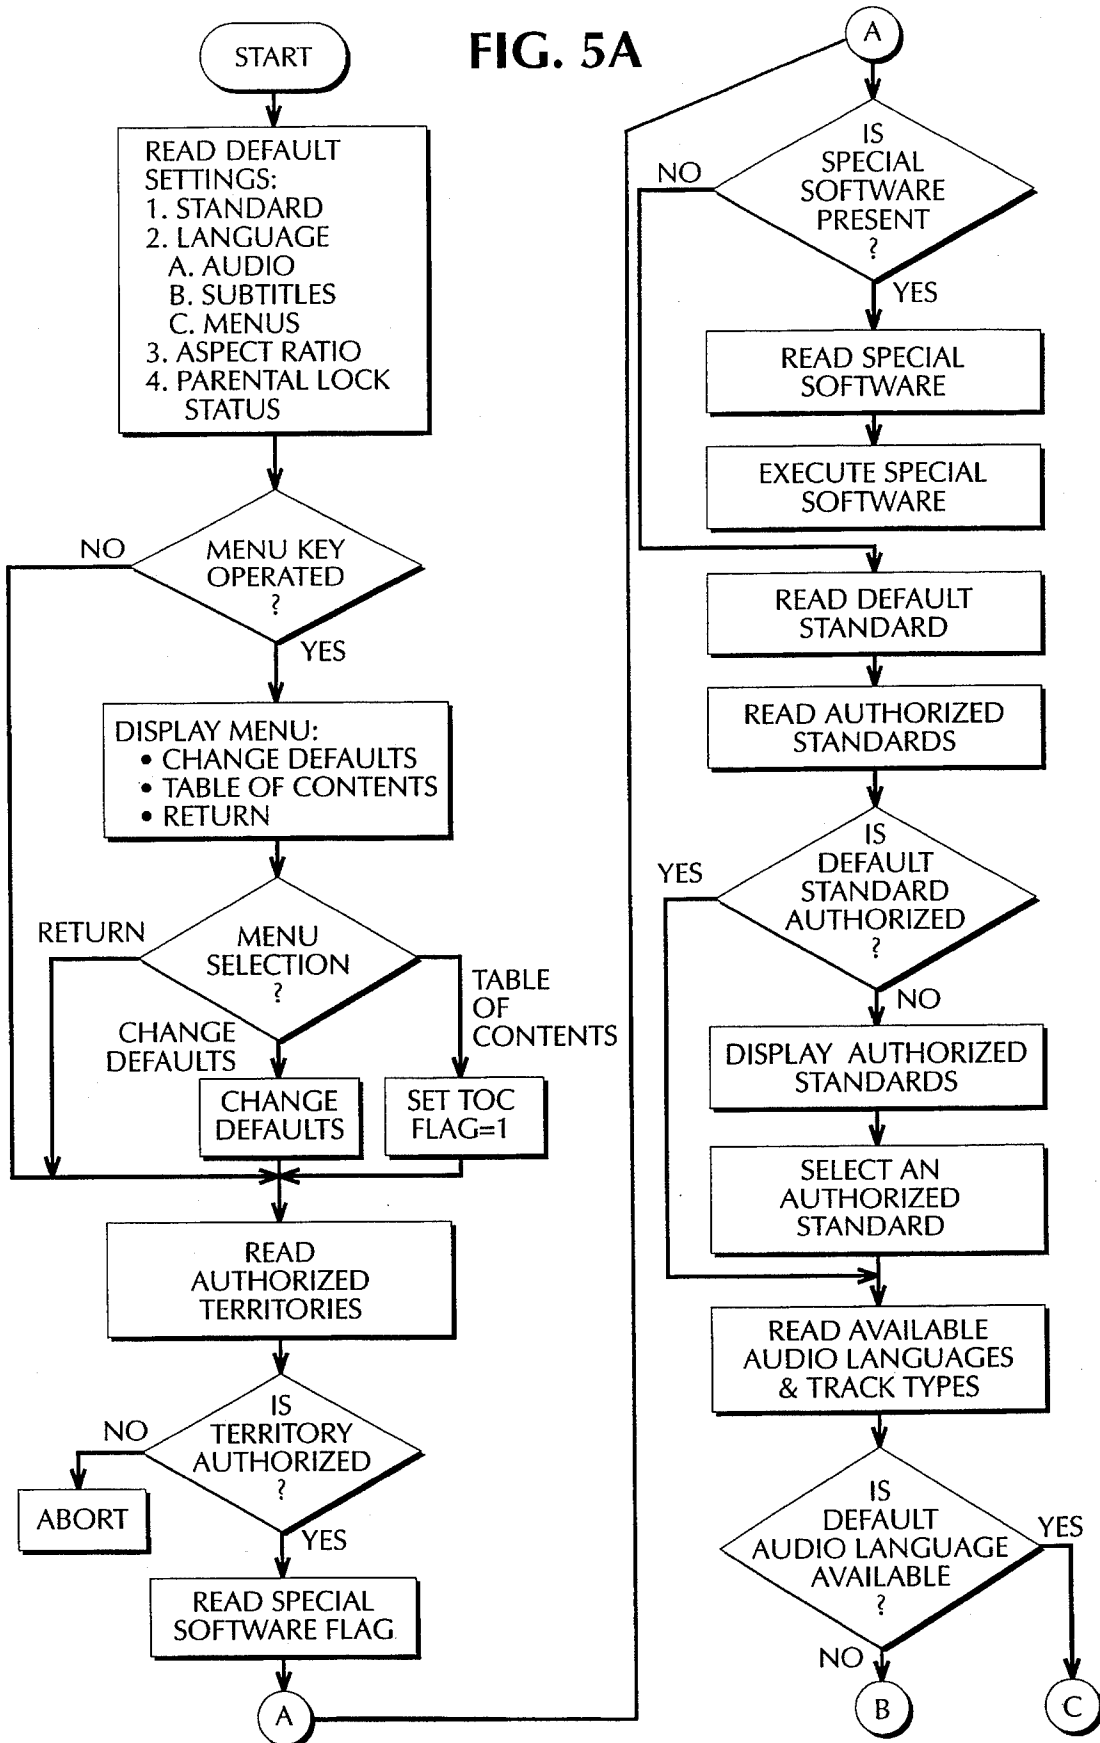 FIG. 5A
START
READ DEFAULT
SETTINGS:
1. STANDARD
2. LANGUAGE
A. AUDIO
B. SUBTITLES
C. MENUS
3. ASPECT RATIO
4. PARENTAL LOCK
STATUS
MENU KEY
OPERATED
?
NO
YES
DISPLAY MENU:
• CHANGE DEFAULTS
• TABLE OF CONTENTS
• RETURN
MENU
SELECTION
?
RETURN
CHANGE
DEFAULTS
TABLE
OF
CONTENTS
CHANGE
DEFAULTS
SET TOC
FLAG=1
READ
AUTHORIZED
TERRITORIES
IS
TERRITORY
AUTHORIZED
?
NO
ABORT
YES
READ SPECIAL
SOFTWARE FLAG
A
A
IS
SPECIAL
SOFTWARE
PRESENT
?
NO
YES
READ SPECIAL
SOFTWARE
EXECUTE SPECIAL
SOFTWARE
READ DEFAULT
STANDARD
READ AUTHORIZED
STANDARDS
IS
DEFAULT
STANDARD
AUTHORIZED
?
YES
NO
DISPLAY AUTHORIZED
STANDARDS
SELECT AN
AUTHORIZED
STANDARD
READ AVAILABLE
AUDIO LANGUAGES
& TRACK TYPES
IS
DEFAULT
AUDIO LANGUAGE
AVAILABLE
?
YES
NO
B
C